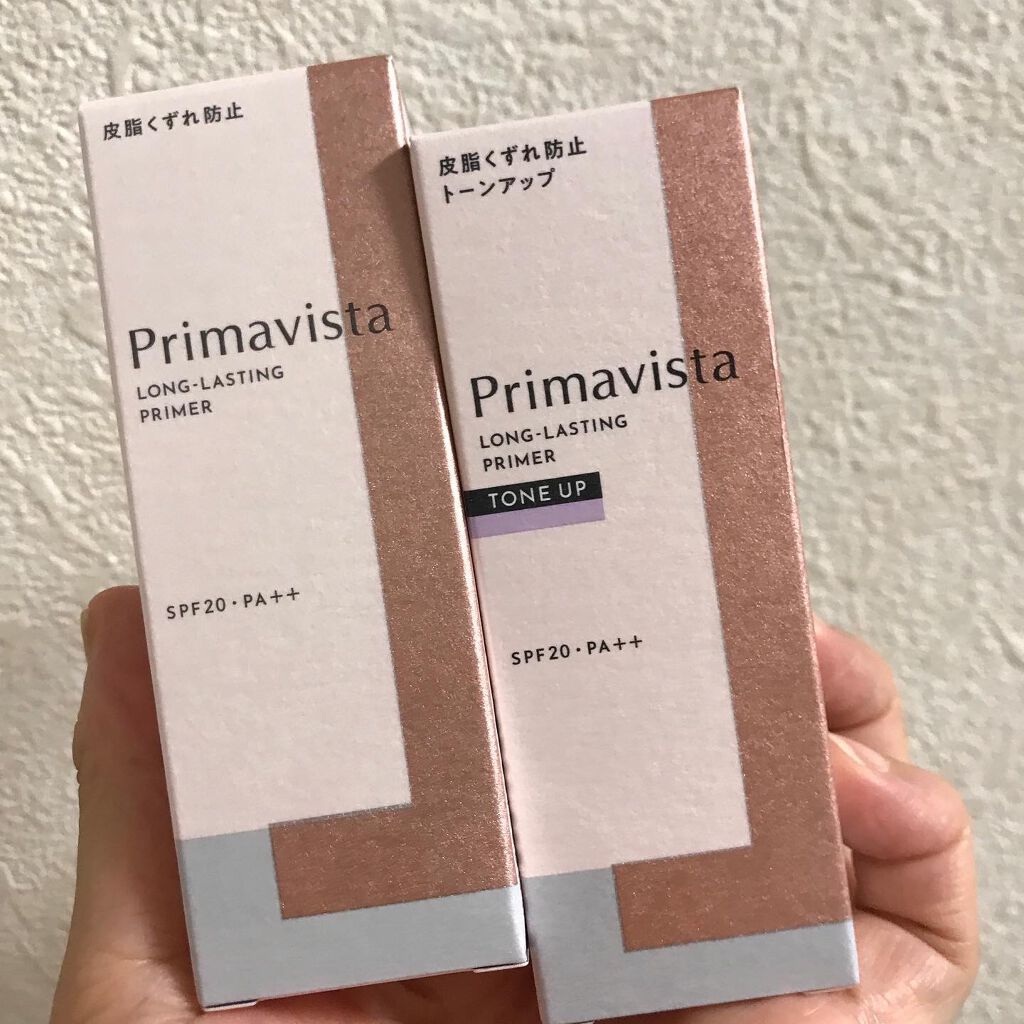 皮脂くずれ防止
Primavista
LONG-LASTING
PRIMER
SPF20・PA++
皮脂くずれ防止
トーンアップ
Primavista
LONG-LASTING
PRIMER
TONE UP
SPF20・PA++